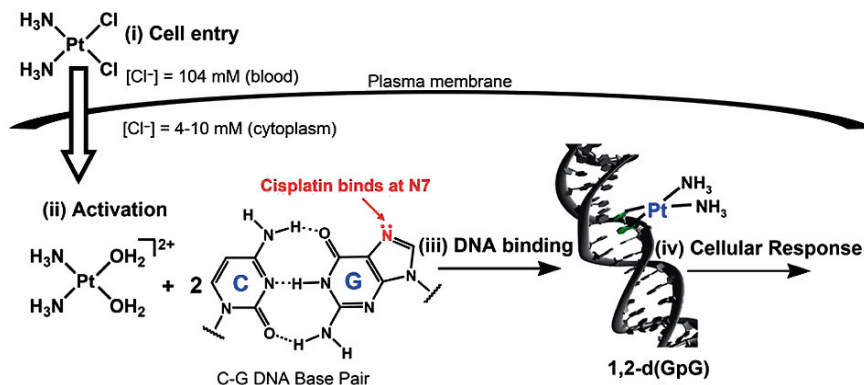 H₃N Cl
Pt
H₃N Cl
(i) Cell entry
[Cl⁻] = 104 mM (blood)
Plasma membrane
[Cl⁻] = 4-10 mM (cytoplasm)
Cisplatin binds at N7
(ii) Activation
H₃N OH₂ 2+
Pt
H₃N OH₂
+ 2
H
N H O N
C N H N G N
N O H N N
H
C-G DNA Base Pair
(iii) DNA binding
NH₃
Pt NH₃
(iv) Cellular Response
1,2-d(GpG)